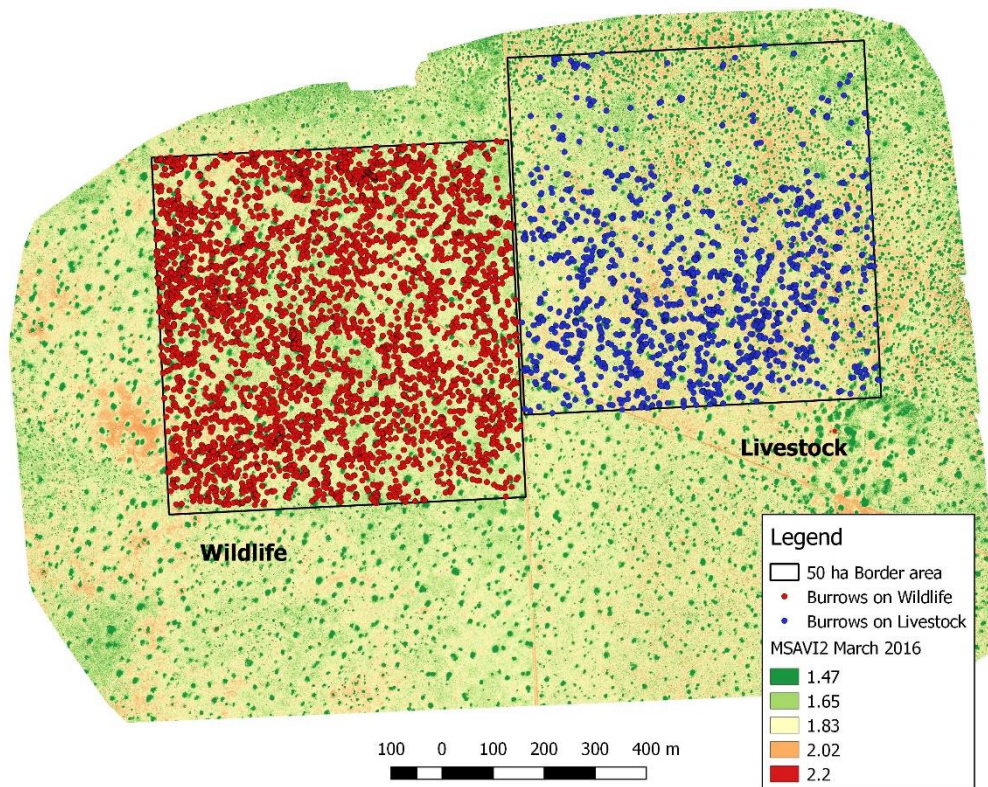 Livestock
Wildlife
Legend
50 ha Border area
Burrows on Wildlife
Burrows on Livestock
MSAVI2 March 2016
1.47
1.65
1.83
2.02
2.2
100 0 100 200 300 400 m